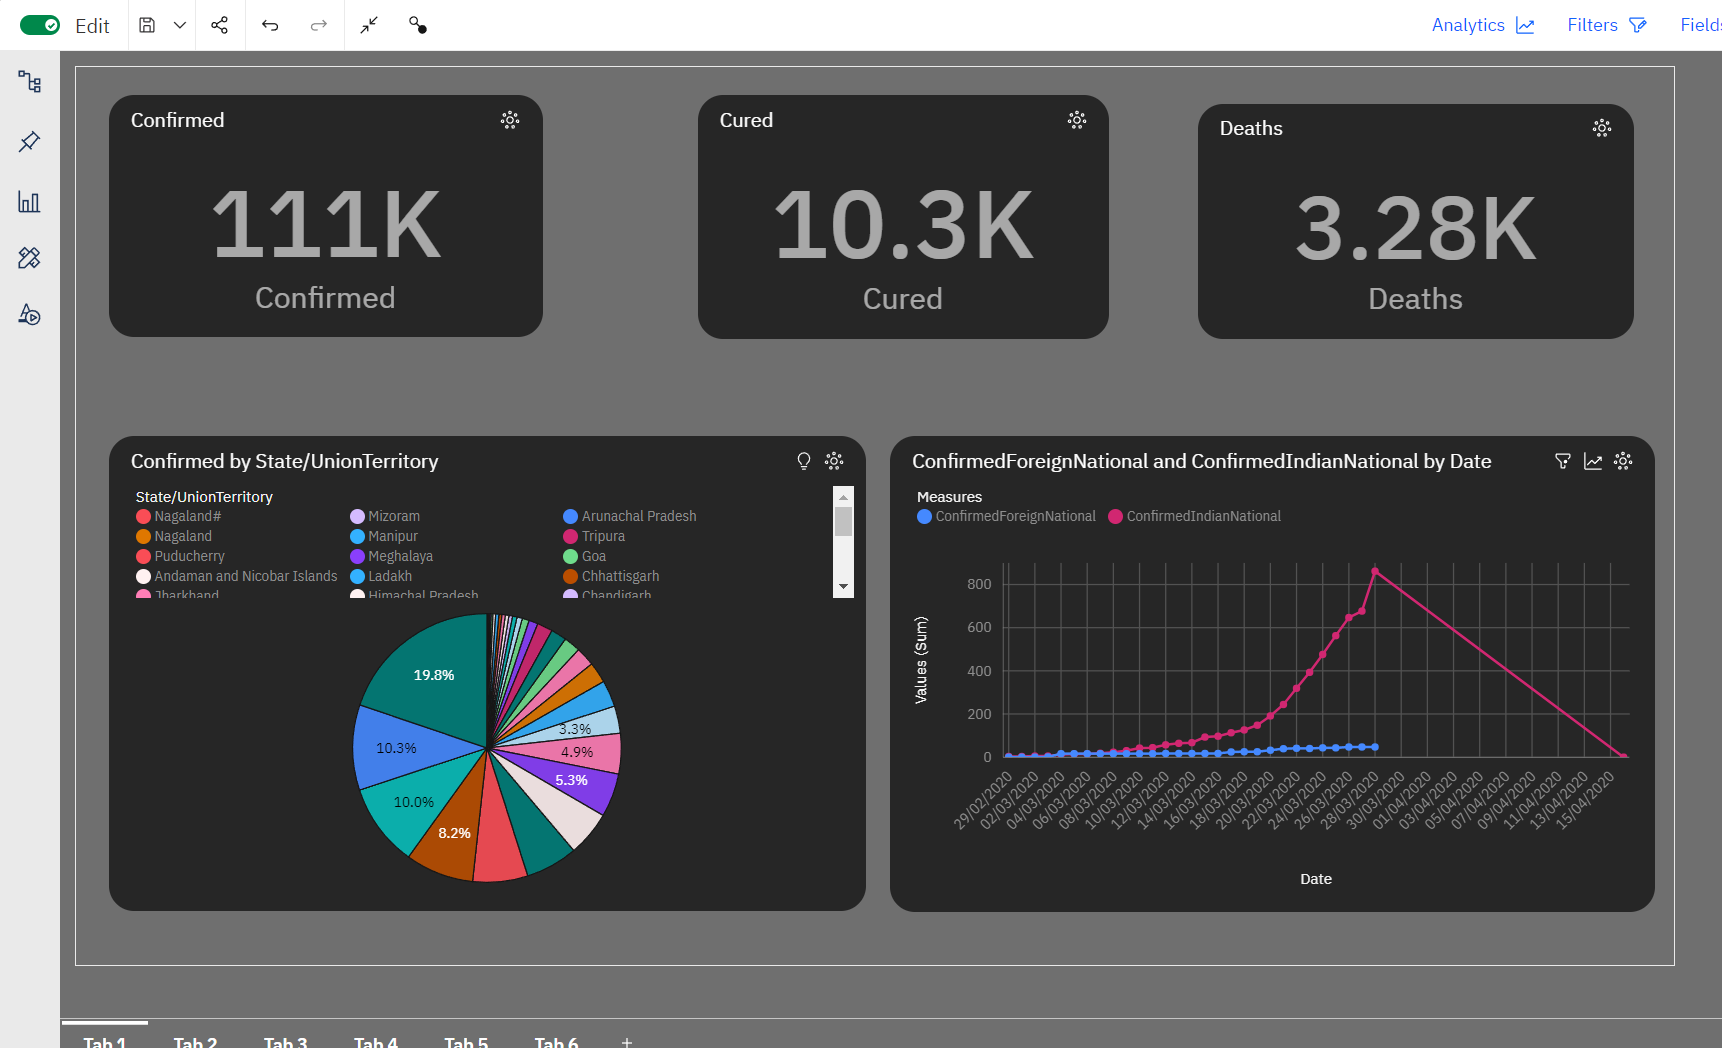 Edit
Analytics
Filters
Fields
Confirmed
111K
Confirmed
Cured
10.3K
Cured
Deaths
3.28K
Deaths
Confirmed by State/UnionTerritory
State/UnionTerritory
Nagaland# Mizoram Arunachal Pradesh
Nagaland Manipur Tripura
Puducherry Meghalaya Goa
Andaman and Nicobar Islands Ladakh Chhattisgarh
Jharkhand Himachal Pradesh Chandigarh
19.8%
3.3%
10.3%
4.9%
5.3%
10.0%
8.2%
ConfirmedForeignNational and ConfirmedIndianNational by Date
Measures
ConfirmedForeignNational ConfirmedIndianNational
Values (Sum)
800
600
400
200
0
29/02/2020
02/03/2020
04/03/2020
06/03/2020
08/03/2020
10/03/2020
12/03/2020
14/03/2020
16/03/2020
18/03/2020
20/03/2020
22/03/2020
24/03/2020
26/03/2020
28/03/2020
30/03/2020
01/04/2020
03/04/2020
05/04/2020
07/04/2020
09/04/2020
11/04/2020
13/04/2020
15/04/2020
Date
Tab 1 Tab 2 Tab 3 Tab 4 Tab 5 Tab 6 +